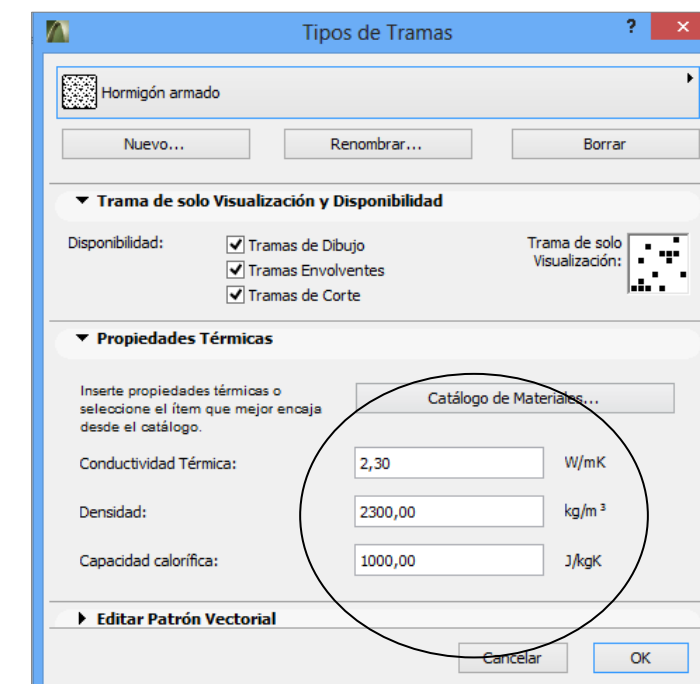 Tipos de Tramas
?
Hormigón armado
Nuevo...
Renombrar...
Borrar
Trama de solo Visualización y Disponibilidad
Disponibilidad:
Tramas de Dibujo
Tramas Envolventes
Tramas de Corte
Trama de solo
Visualización:
Propiedades Térmicas
Inserte propiedades térmicas o
seleccione el ítem que mejor encaja
desde el catálogo.
Catálogo de Materiales...
Conductividad Térmica:
2,30
W/mK
Densidad:
2300,00
kg/m³
Capacidad calorífica:
1000,00
J/kgK
Editar Patrón Vectorial
Cancelar
OK